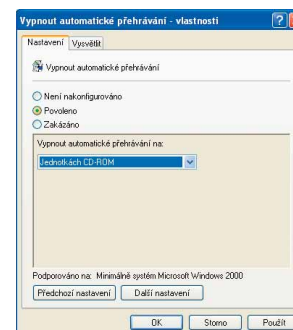 Vypnout automatické přehrávání - vlastnosti
Nastavení Vysvětlit
Vypnout automatické přehrávání
Není nakonfigurováno
Povoleno
Zakázáno
Vypnout automatické přehrávání na:
Jednotkách CD-ROM
Podporováno na: Minimálně systém Microsoft Windows 2000
Předchozí nastavení Další nastavení
OK Storno Použít